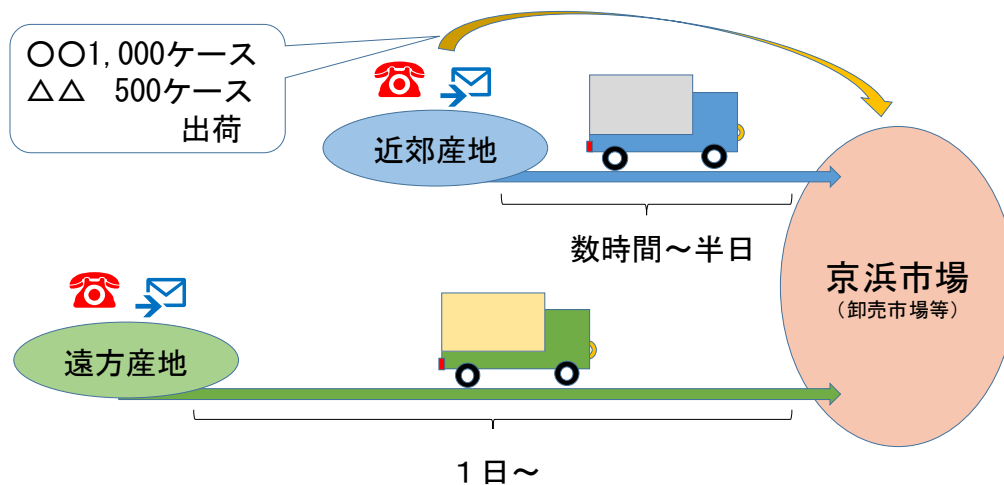 〇〇1,000ケース
△△　500ケース
出荷
近郊産地
数時間～半日
京浜市場
（卸売市場等）
遠方産地
１日～